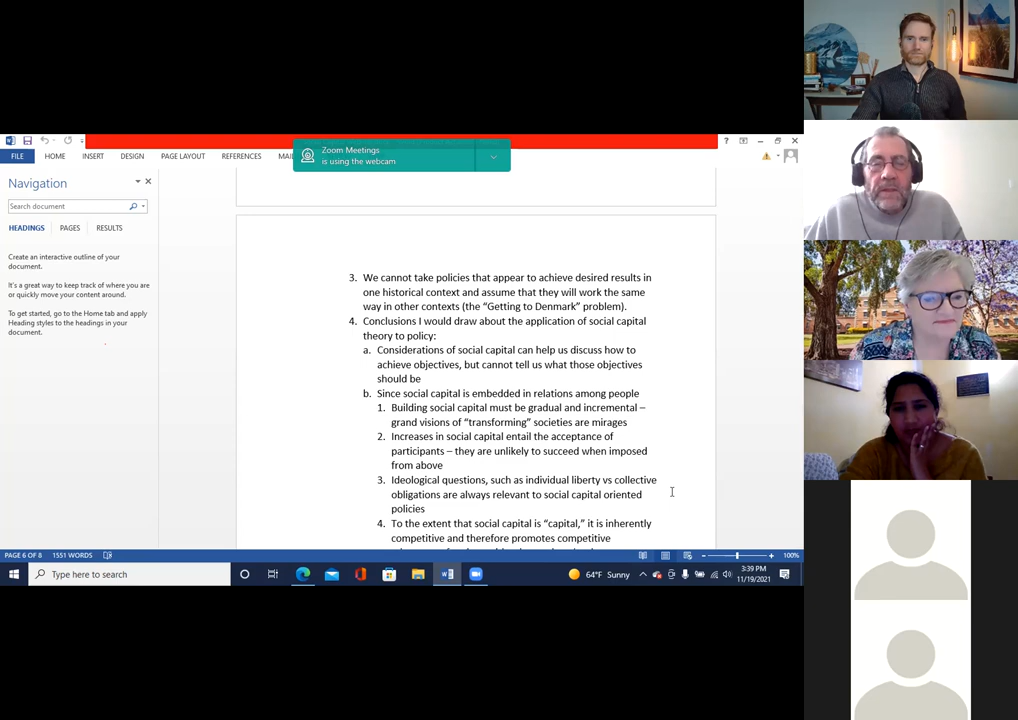 Zoom Meetings
is using the webcam
FILE HOME INSERT DESIGN PAGE LAYOUT REFERENCES MAI
Navigation
Search document
HEADINGS PAGES RESULTS
Create an interactive outline of your
document.
It's a great way to keep track of where you are
or quickly move your content around.
To get started, go to the Home tab and apply
Heading styles to the headings in your
document.
3. We cannot take policies that appear to achieve desired results in
one historical context and assume that they will work the same
way in other contexts (the “Getting to Denmark” problem).
4. Conclusions I would draw about the application of social capital
theory to policy:
a. Considerations of social capital can help us discuss how to
achieve objectives, but cannot tell us what those objectives
should be
b. Since social capital is embedded in relations among people
1. Building social capital must be gradual and incremental –
grand visions of “transforming” societies are mirages
2. Increases in social capital entail the acceptance of
participants – they are unlikely to succeed when imposed
from above
3. Ideological questions, such as individual liberty vs collective
obligations are always relevant to social capital oriented
policies
4. To the extent that social capital is “capital,” it is inherently
competitive and therefore promotes competitive
PAGE 6 OF 8 1551 WORDS 100%
Type here to search
64°F Sunny
3:39 PM
11/19/2021